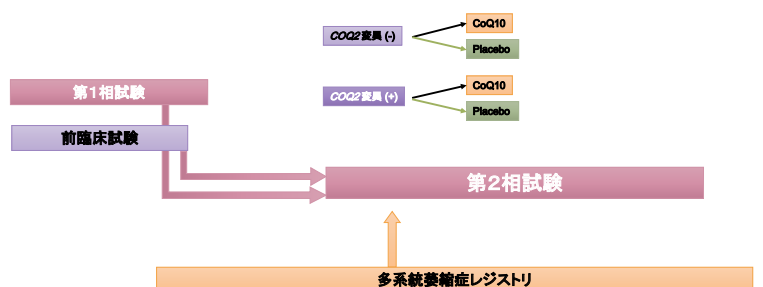 COQ2変異 (-)
CoQ10
Placebo
COQ2変異 (+)
CoQ10
Placebo
第1相試験
前臨床試験
第2相試験
多系統萎縮症レジストリ